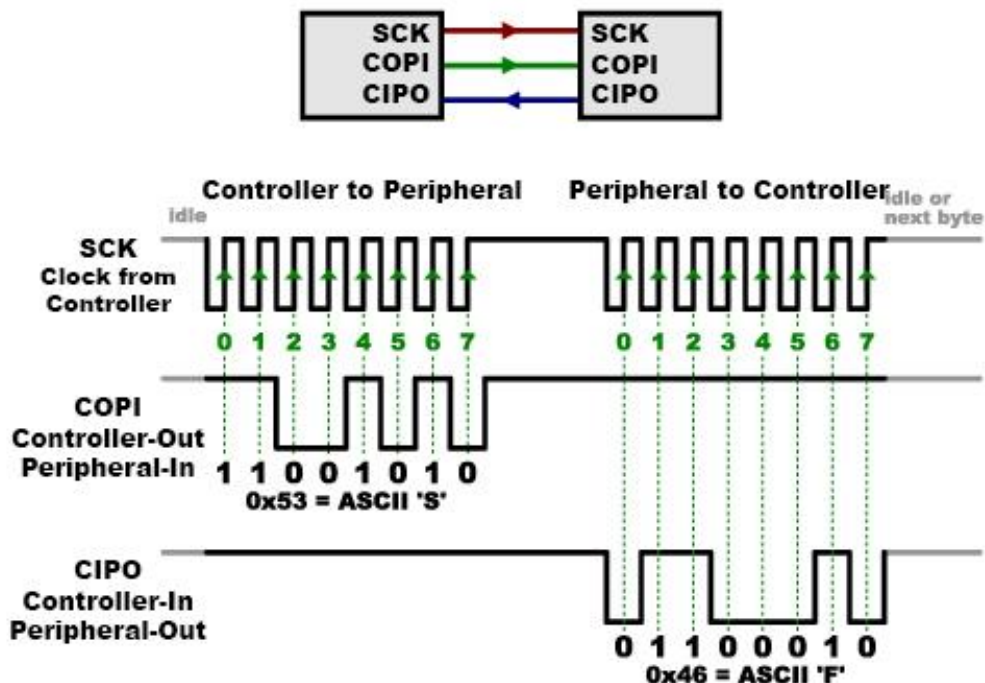 SCK SCK
COPI COPI
CIPO CIPO
Controller to Peripheral Peripheral to Controller
idle idle or
next byte
SCK
Clock from
Controller
0 1 2 3 4 5 6 7 0 1 2 3 4 5 6 7
COPI
Controller-Out
Peripheral-In
1 1 0 0 1 0 1 0
0x53 = ASCII 'S'
CIPO
Controller-In
Peripheral-Out
0 1 1 0 0 0 1 0
0x46 = ASCII 'F'